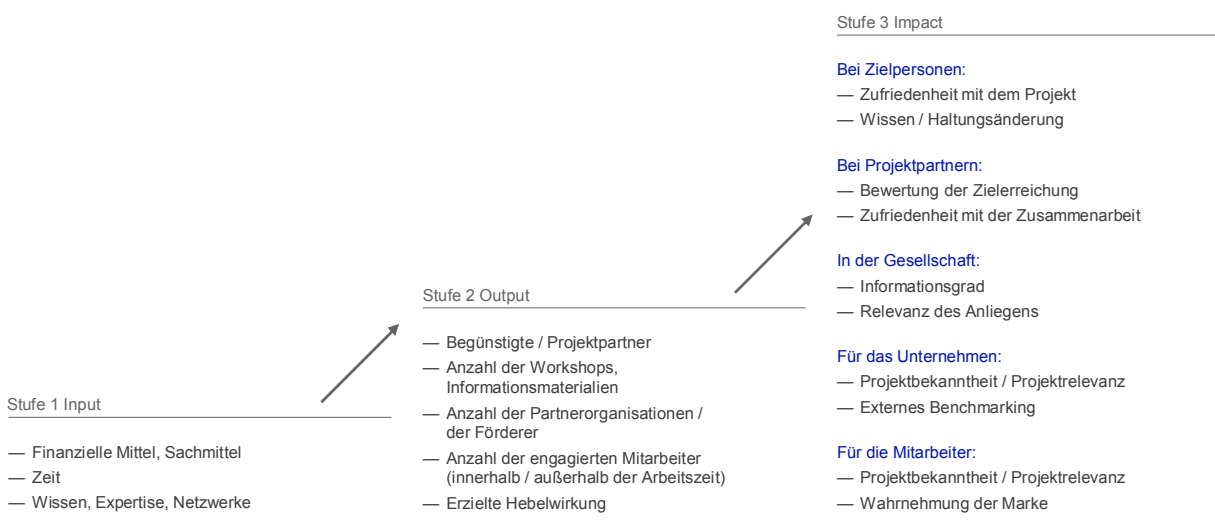 Stufe 1 Input
— Finanzielle Mittel, Sachmittel
— Zeit
— Wissen, Expertise, Netzwerke
Stufe 2 Output
— Begünstigte / Projektpartner
— Anzahl der Workshops,
Informationsmaterialien
— Anzahl der Partnerorganisationen /
der Förderer
— Anzahl der engagierten Mitarbeiter
(innerhalb / außerhalb der Arbeitszeit)
— Erzielte Hebelwirkung
Stufe 3 Impact
Bei Zielpersonen:
— Zufriedenheit mit dem Projekt
— Wissen / Haltungsänderung
Bei Projektpartnern:
— Bewertung der Zielerreichung
— Zufriedenheit mit der Zusammenarbeit
In der Gesellschaft:
— Informationsgrad
— Relevanz des Anliegens
Für das Unternehmen:
— Projektbekanntheit / Projektrelevanz
— Externes Benchmarking
Für die Mitarbeiter:
— Projektbekanntheit / Projektrelevanz
— Wahrnehmung der Marke